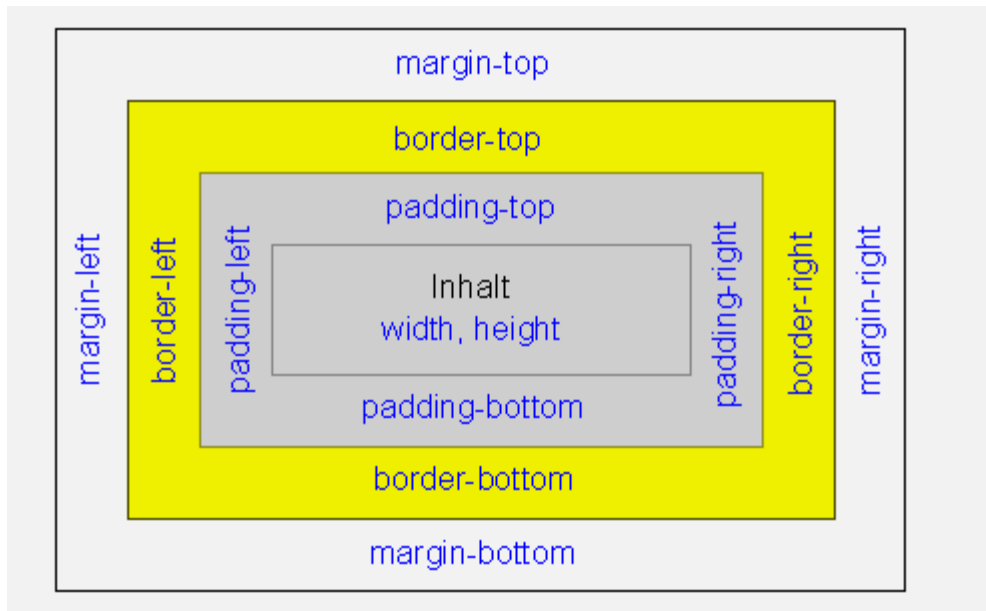 margin-top
border-top
padding-top
margin-left
border-left
padding-left
Inhalt
width, height
padding-right
border-right
margin-right
padding-bottom
border-bottom
margin-bottom